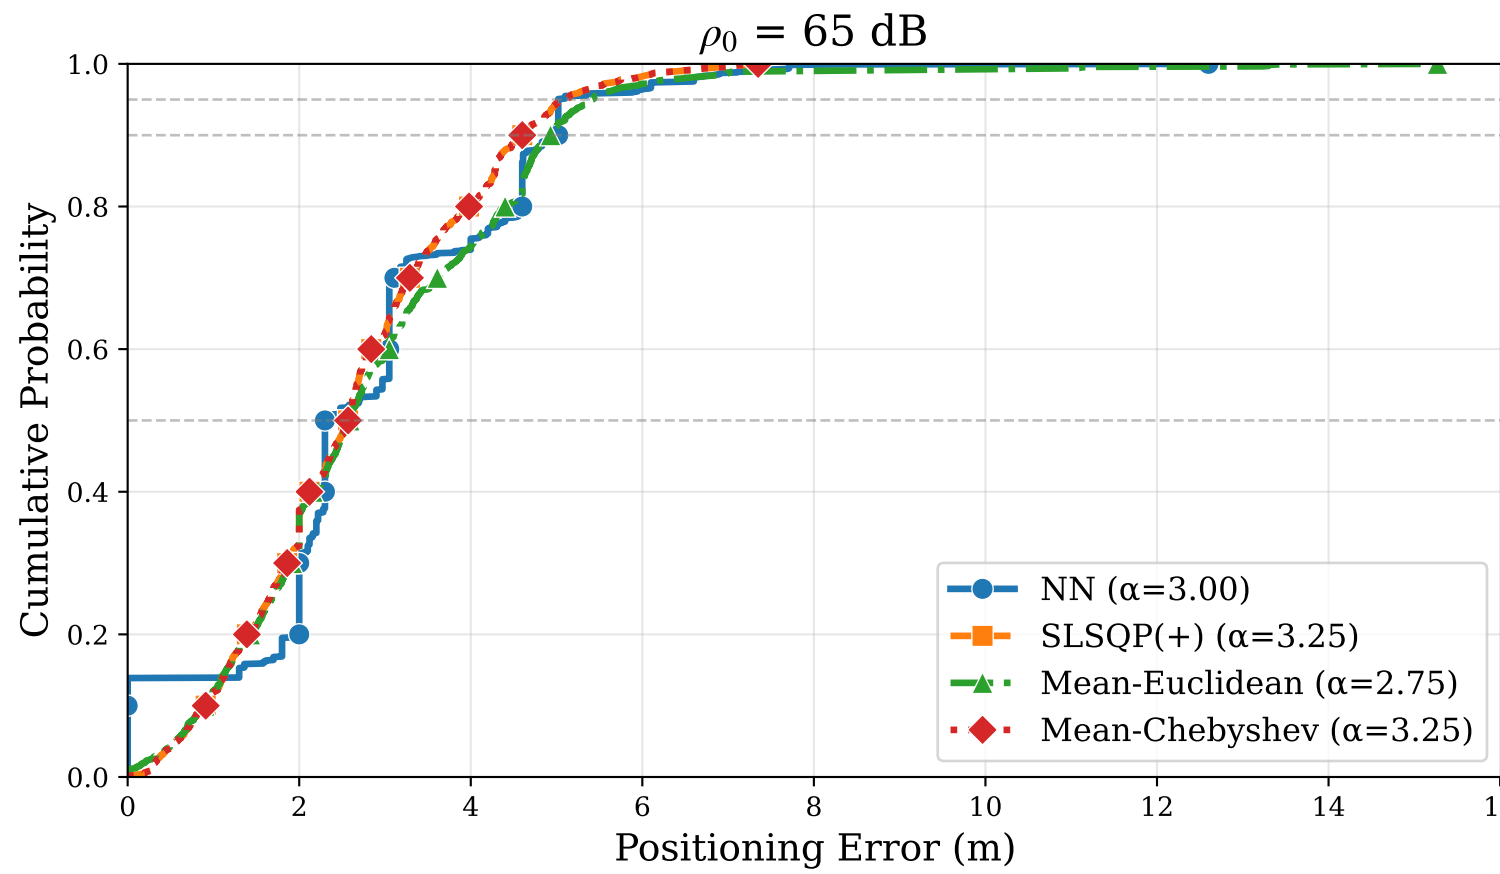 ρ₀ = 65 dB
Cumulative Probability
1.0
0.8
0.6
0.4
0.2
0.0
0 2 4 6 8 10 12 14 1
Positioning Error (m)
NN (α=3.00)
SLSQP(+) (α=3.25)
Mean-Euclidean (α=2.75)
Mean-Chebyshev (α=3.25)